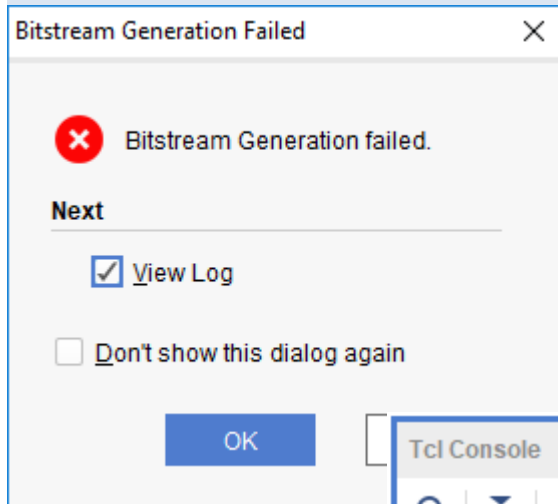 Bitstream Generation Failed
Bitstream Generation failed.
Next
View Log
Don't show this dialog again
OK
Tcl Console